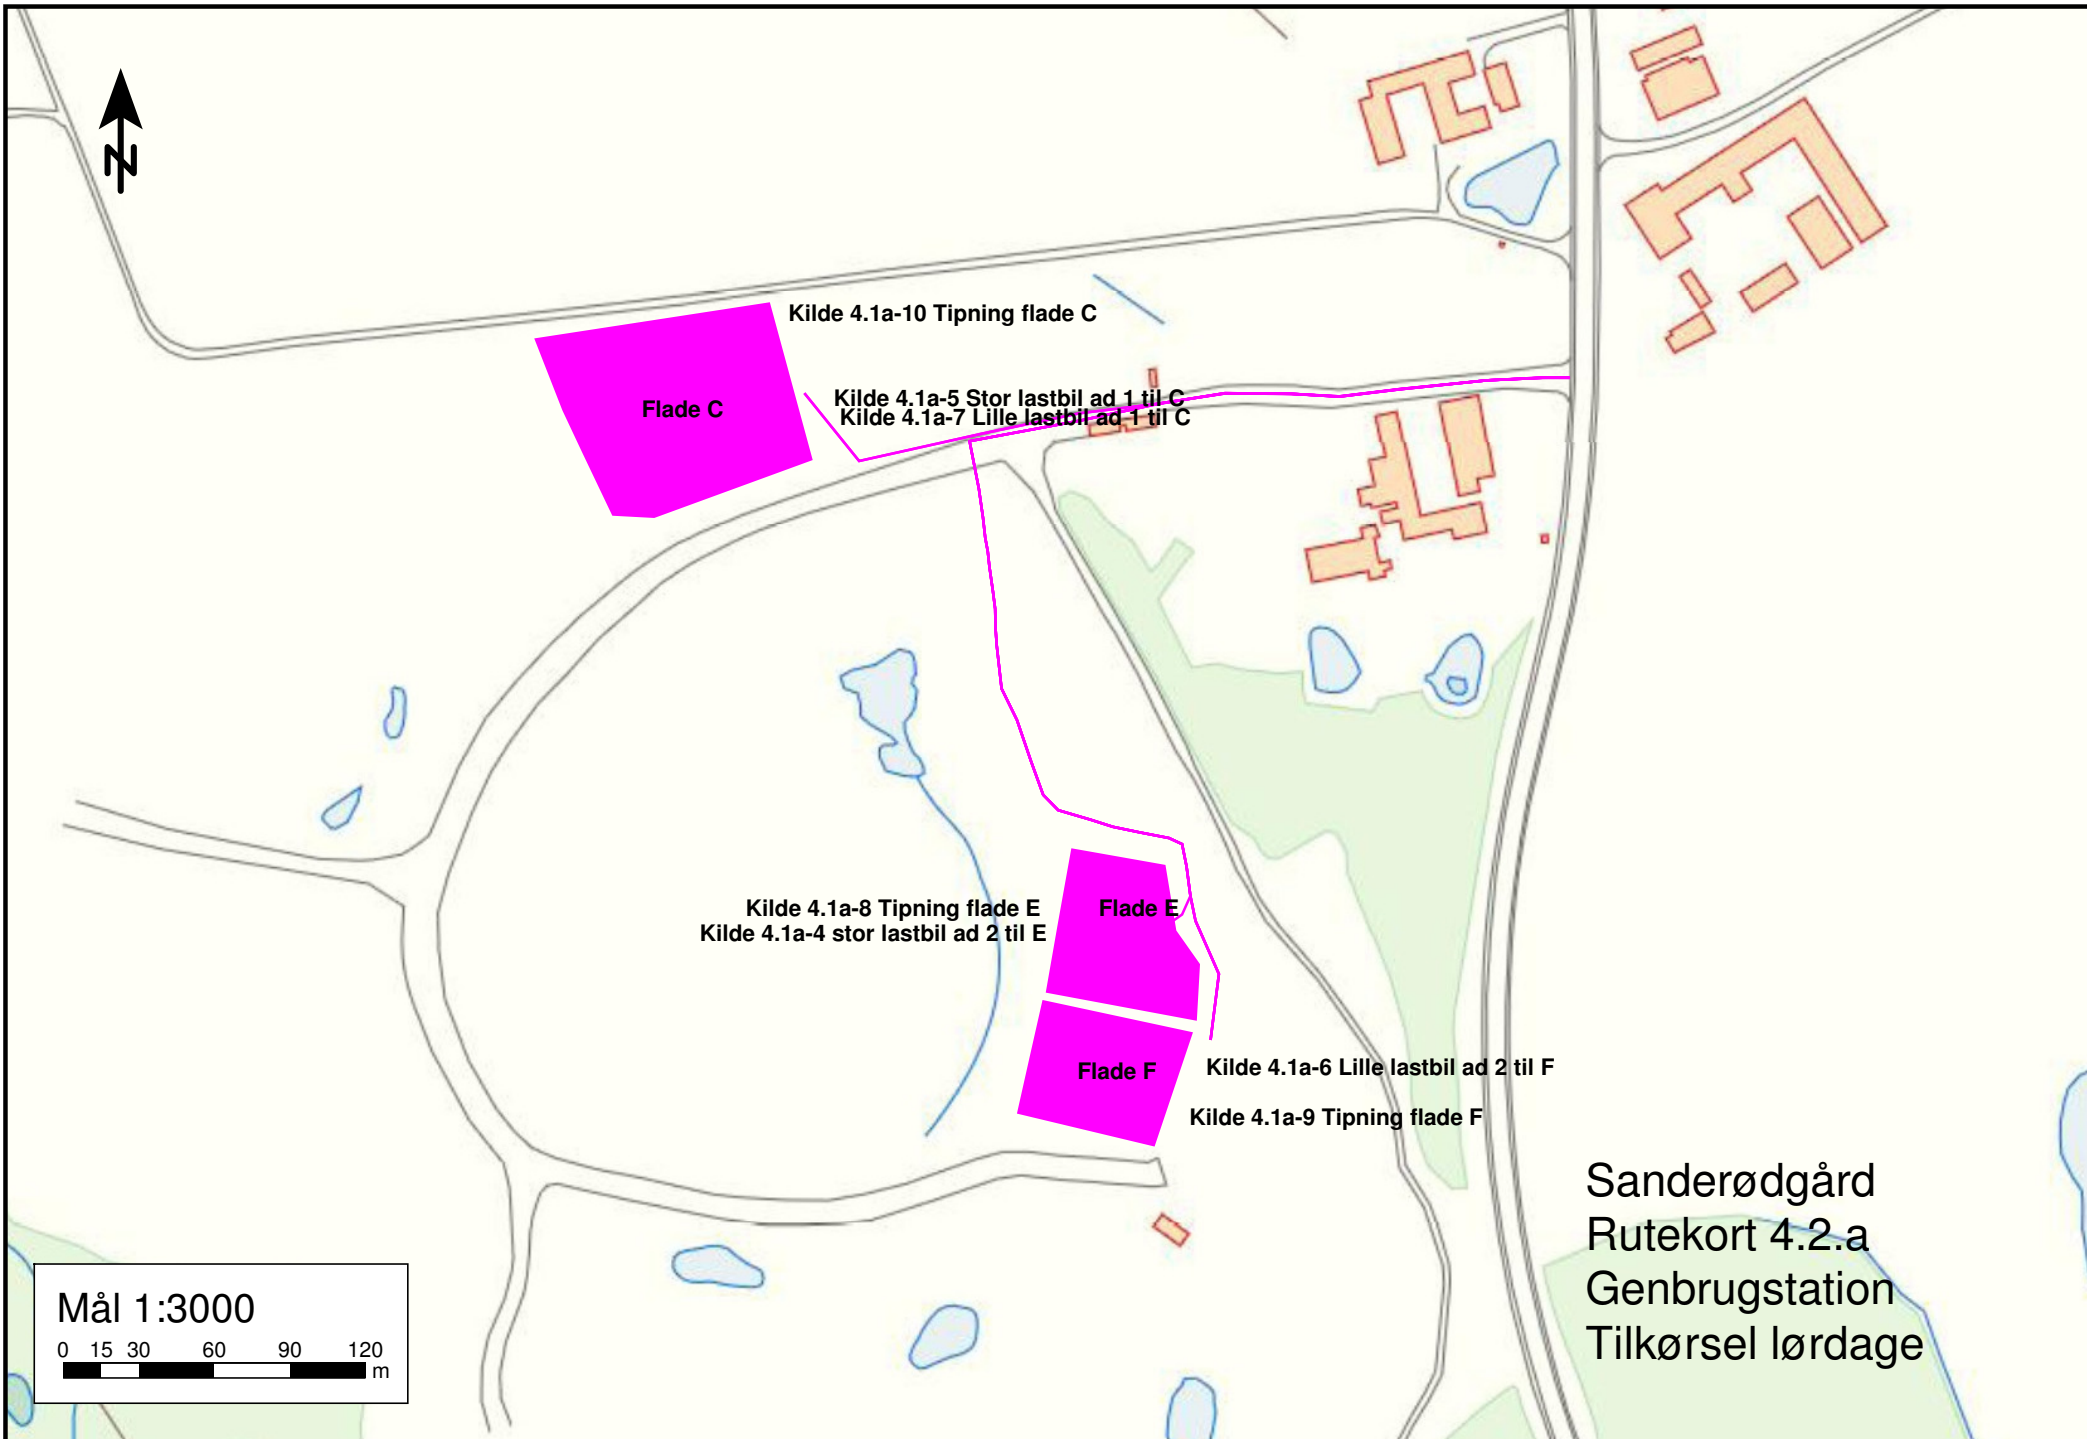 N
Kilde 4.1a-10 Tipning flade C
Flade C
Kilde 4.1a-5 Stor lastbil ad 1 til C
Kilde 4.1a-7 Lille lastbil ad 1 til C
Kilde 4.1a-8 Tipning flade E
Flade E
Kilde 4.1a-4 stor lastbil ad 2 til E
Flade F
Kilde 4.1a-6 Lille lastbil ad 2 til F
Kilde 4.1a-9 Tipning flade F
Sanderødgård
Rutekort 4.2.a
Genbrugstation
Tilkørsel lørdage
Mål 1:3000
0 15 30 60 90 120
m